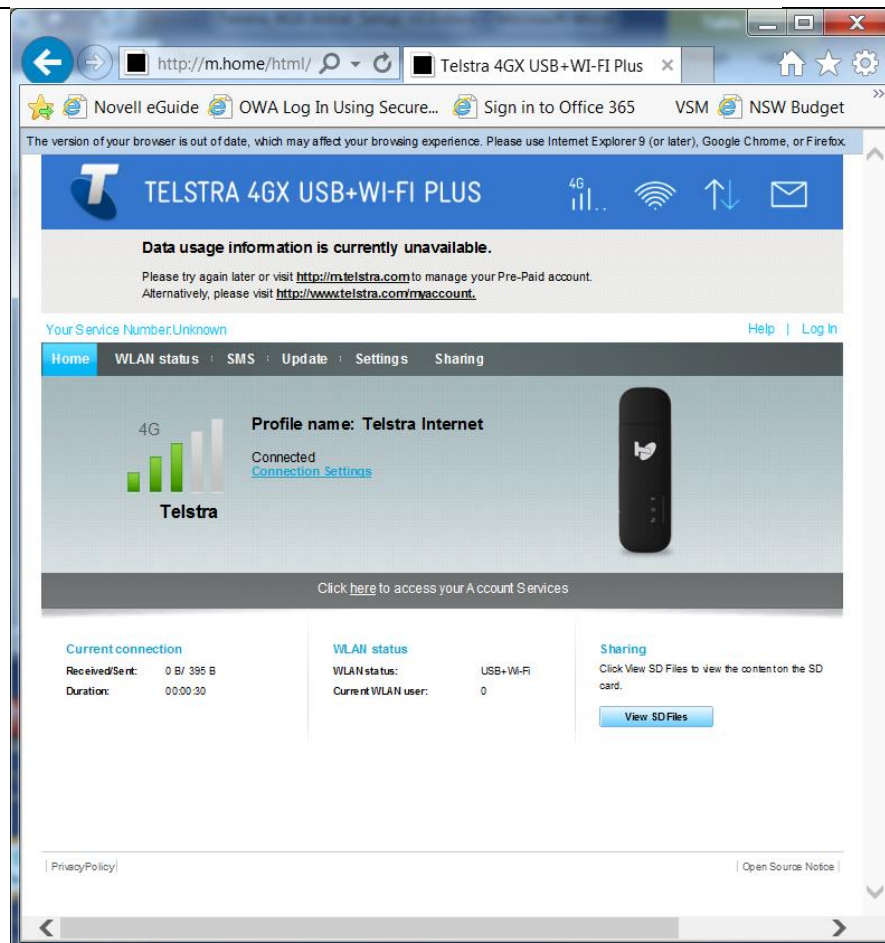 http://m.home/html/
Telstra 4GX USB+WI-FI Plus
Novell eGuide
OWA Log In Using Secure...
Sign in to Office 365
VSM
NSW Budget
The version of your browser is out of date, which may affect your browsing experience. Please use Internet Explorer 9 (or later), Google Chrome, or Firefox.
TELSTRA 4GX USB+WI-FI PLUS
4G
Data usage information is currently unavailable.
Please try again later or visit http://m.telstra.com to manage your Pre-Paid account.
Alternatively, please visit http://www.telstra.com/myaccount.
Your Service Number:Unknown
Help | Log In
Home WLAN status SMS Update Settings Sharing
4G
Profile name: Telstra Internet
Connected
Connection Settings
Telstra
Click here to access your Account Services
Current connection
Received/Sent: 0 B/ 395 B
Duration: 00:00:30
WLAN status
WLAN status: USB+Wi-Fi
Current WLAN user: 0
Sharing
Click View SD Files to view the content on the SD
card.
View SD Files
Privacy Policy
Open Source Notice